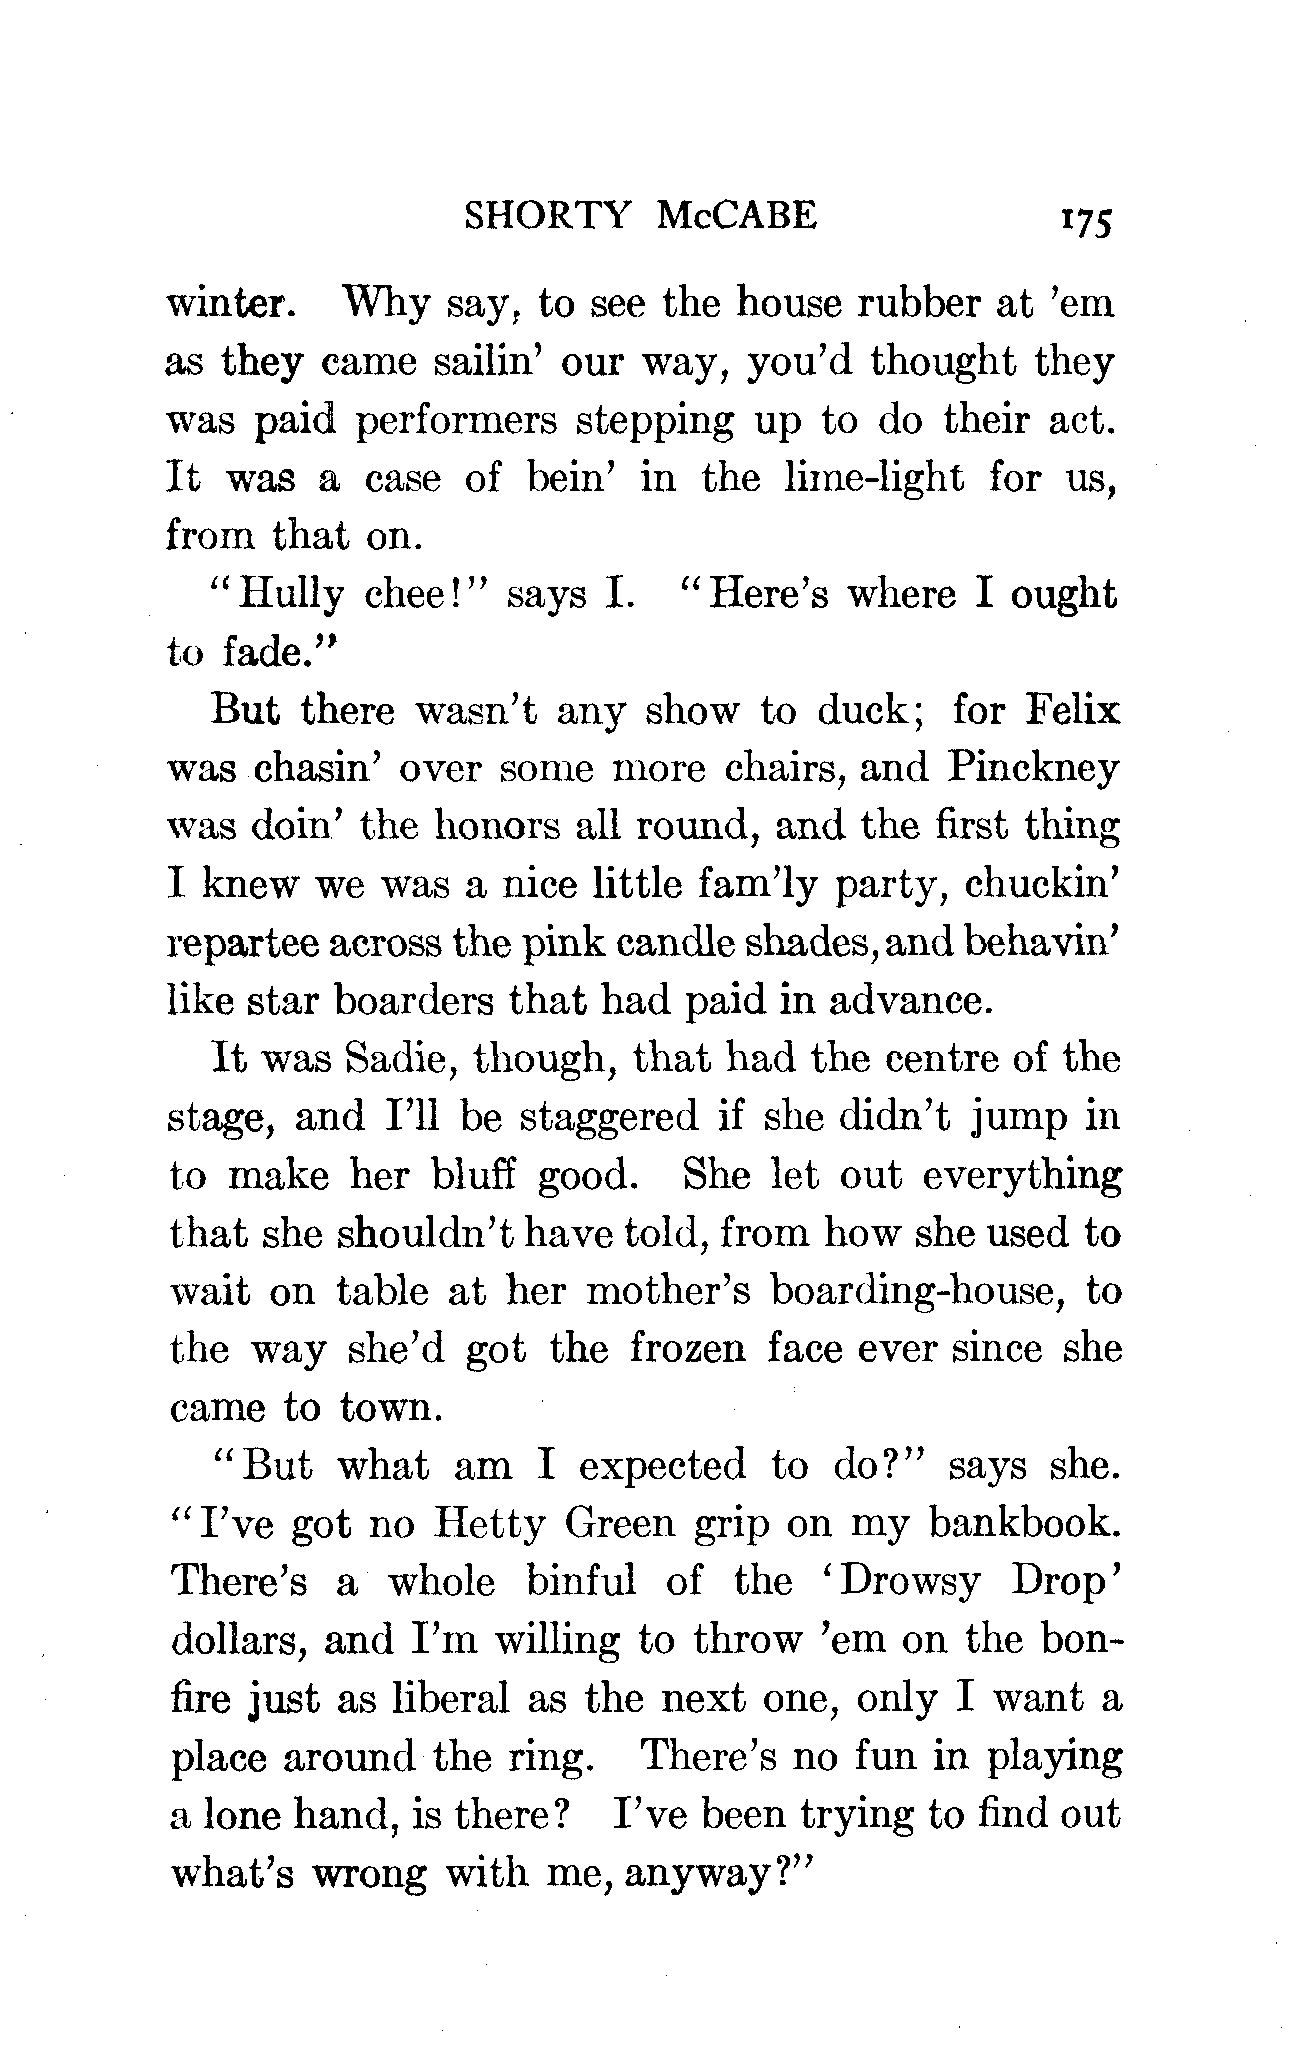 SHORTY McCABE 175
winter. Why say, to see the house rubber at 'em
as they came sailin' our way, you'd thought they
was paid performers stepping up to do their act.
It was a case of bein' in the lime-light for us,
from that on.
"Hully chee!" says I. "Here's where I ought
to fade."
But there wasn't any show to duck; for Felix
was chasin' over some more chairs, and Pinckney
was doin' the honors all round, and the first thing
I knew we was a nice little fam'ly party, chuckin'
repartee across the pink candle shades, and behavin'
like star boarders that had paid in advance.
It was Sadie, though, that had the centre of the
stage, and I'll be staggered if she didn't jump in
to make her bluff good. She let out everything
that she shouldn't have told, from how she used to
wait on table at her mother's boarding-house, to
the way she'd got the frozen face ever since she
came to town.
"But what am I expected to do?" says she.
"I've got no Hetty Green grip on my bankbook.
There's a whole binful of the 'Drowsy Drop'
dollars, and I'm willing to throw 'em on the bon-
fire just as liberal as the next one, only I want a
place around the ring. There's no fun in playing
a lone hand, is there? I've been trying to find out
what's wrong with me, anyway?"